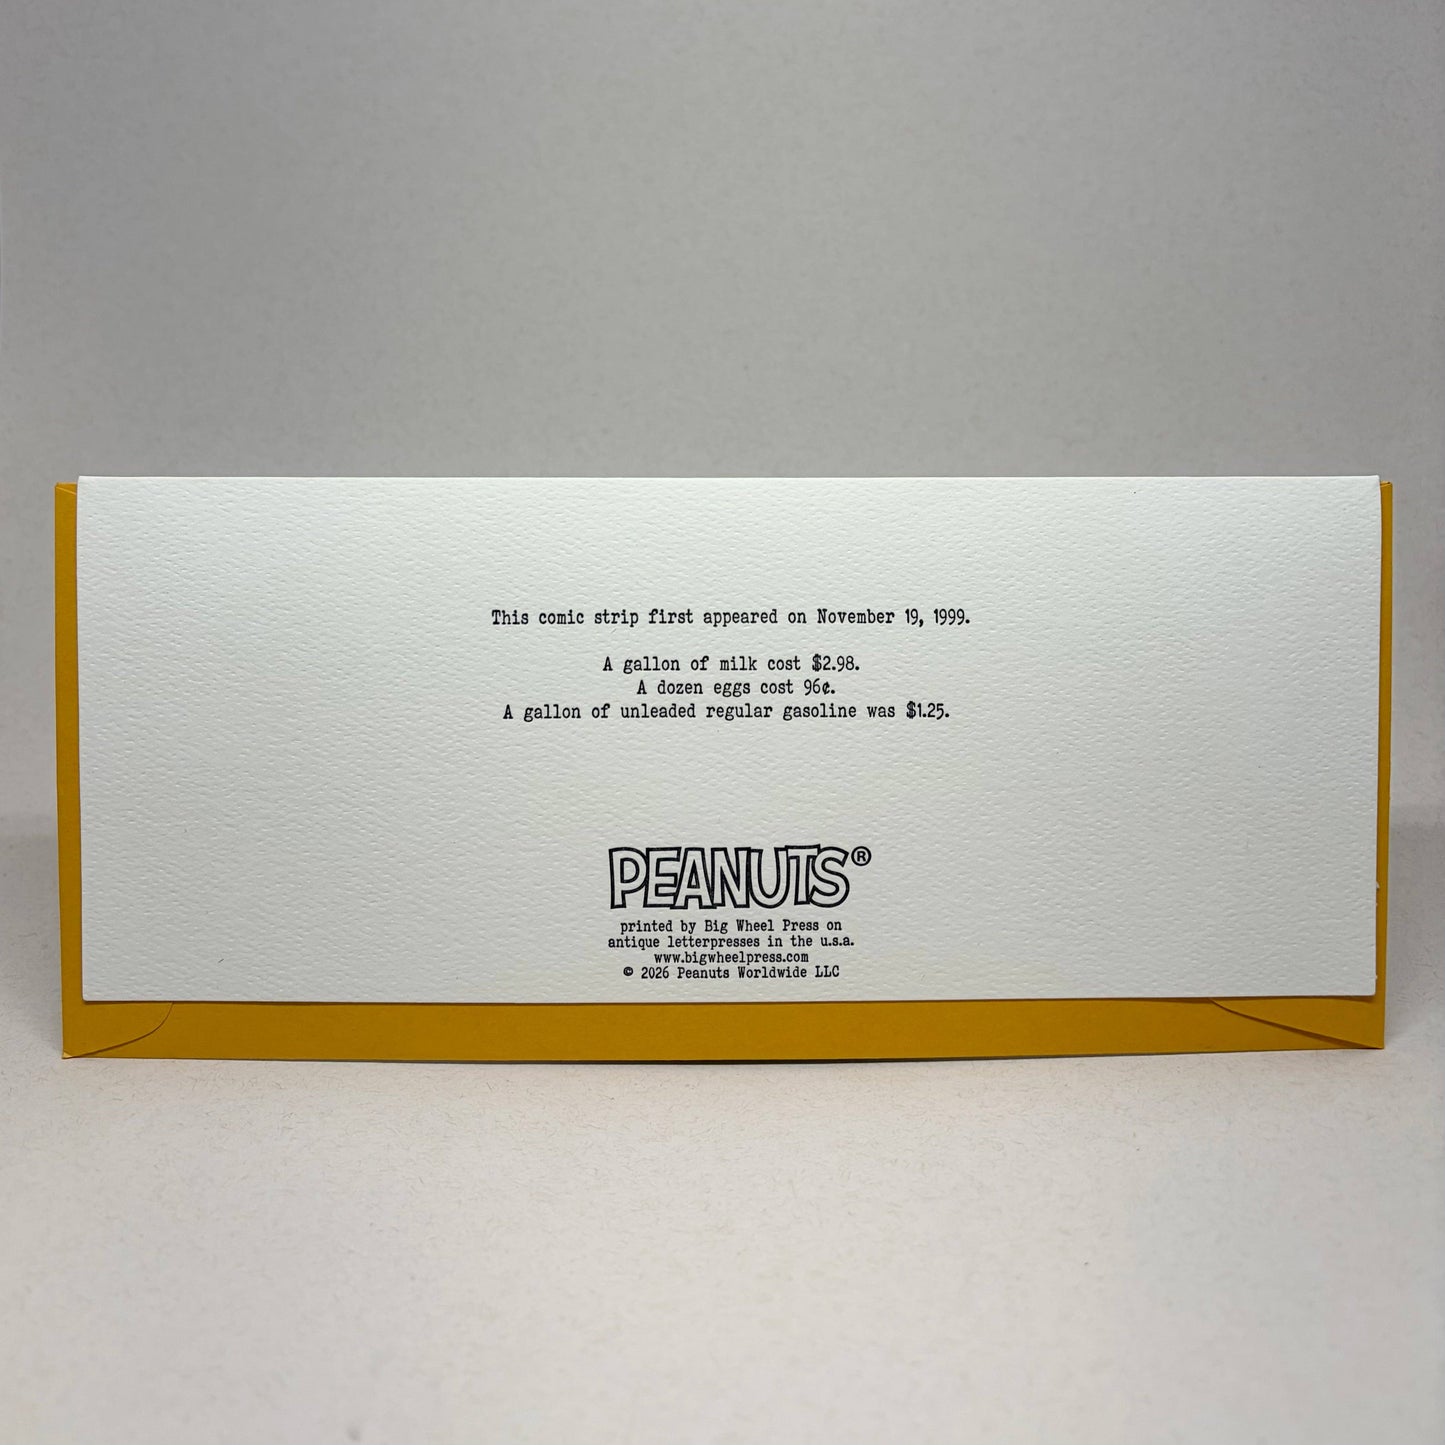 This comic strip first appeared on November 19, 1999.
A gallon of milk cost $2.98.
A dozen eggs cost 96¢.
A gallon of unleaded regular gasoline was $1.25.
PEANUTS®
printed by Big Wheel Press on
antique letterpresses in the u.s.a.
www.bigwheelpress.com
© 2026 Peanuts Worldwide LLC